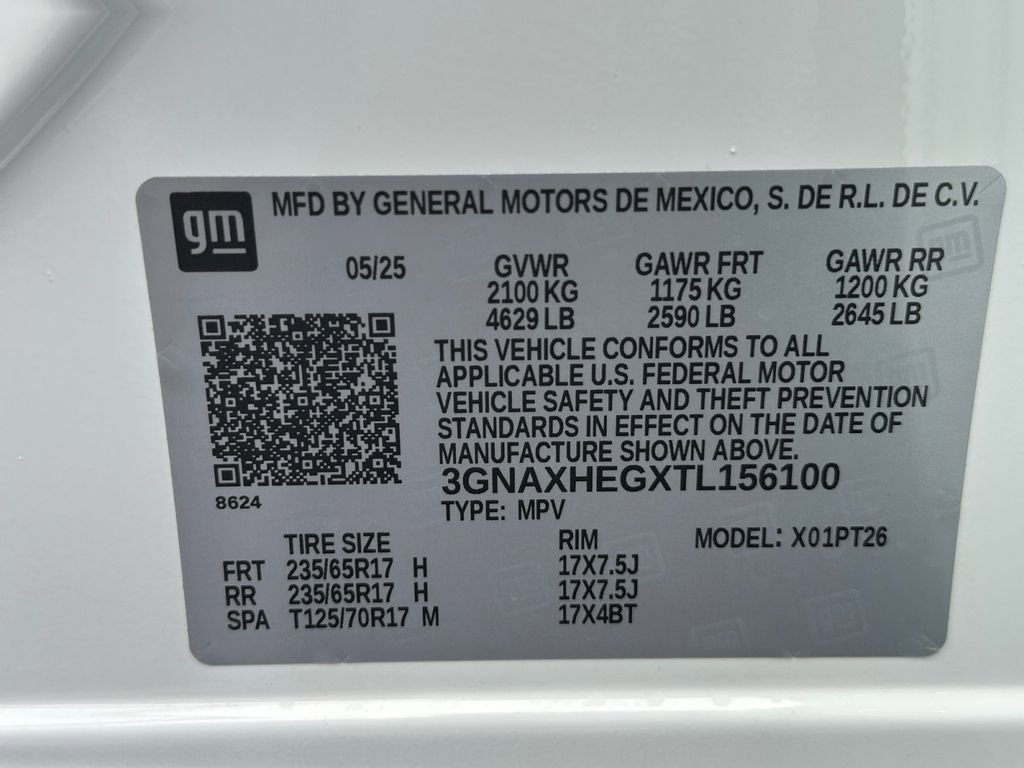 gm MFD BY GENERAL MOTORS DE MEXICO, S. DE R.L. DE C.V.
05/25 GVWR GAWR FRT GAWR RR
2100 KG 1175 KG 1200 KG
4629 LB 2590 LB 2645 LB
THIS VEHICLE CONFORMS TO ALL
APPLICABLE U.S. FEDERAL MOTOR
VEHICLE SAFETY AND THEFT PREVENTION
STANDARDS IN EFFECT ON THE DATE OF
MANUFACTURE SHOWN ABOVE.
3GNAXHEGXTL156100
8624
TYPE: MPV
TIRE SIZE RIM MODEL: X01PT26
FRT 235/65R17 H 17X7.5J
RR 235/65R17 H 17X7.5J
SPA T125/70R17 M 17X4BT